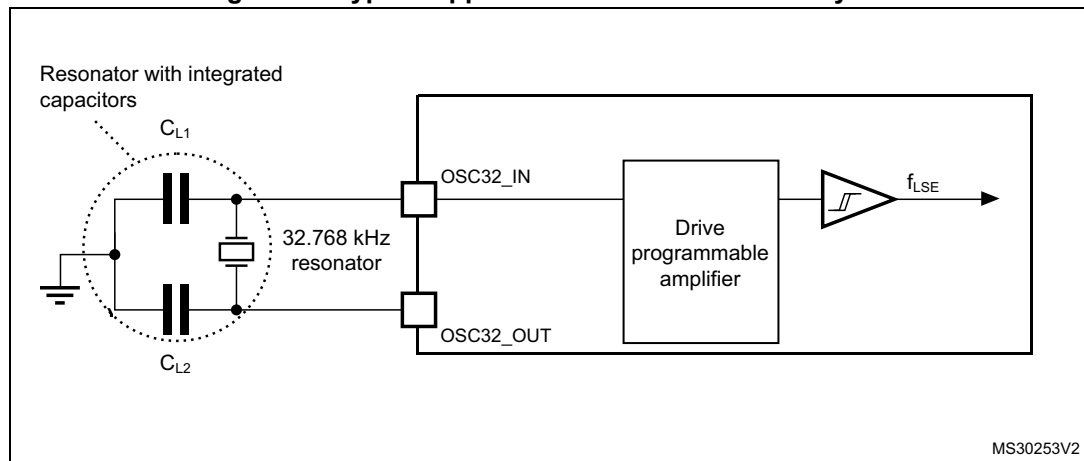 Resonator with integrated
capacitors
CL1
OSC32_IN
fLSE
32.768 kHz
resonator
Drive
programmable
amplifier
OSC32_OUT
CL2
MS30253V2